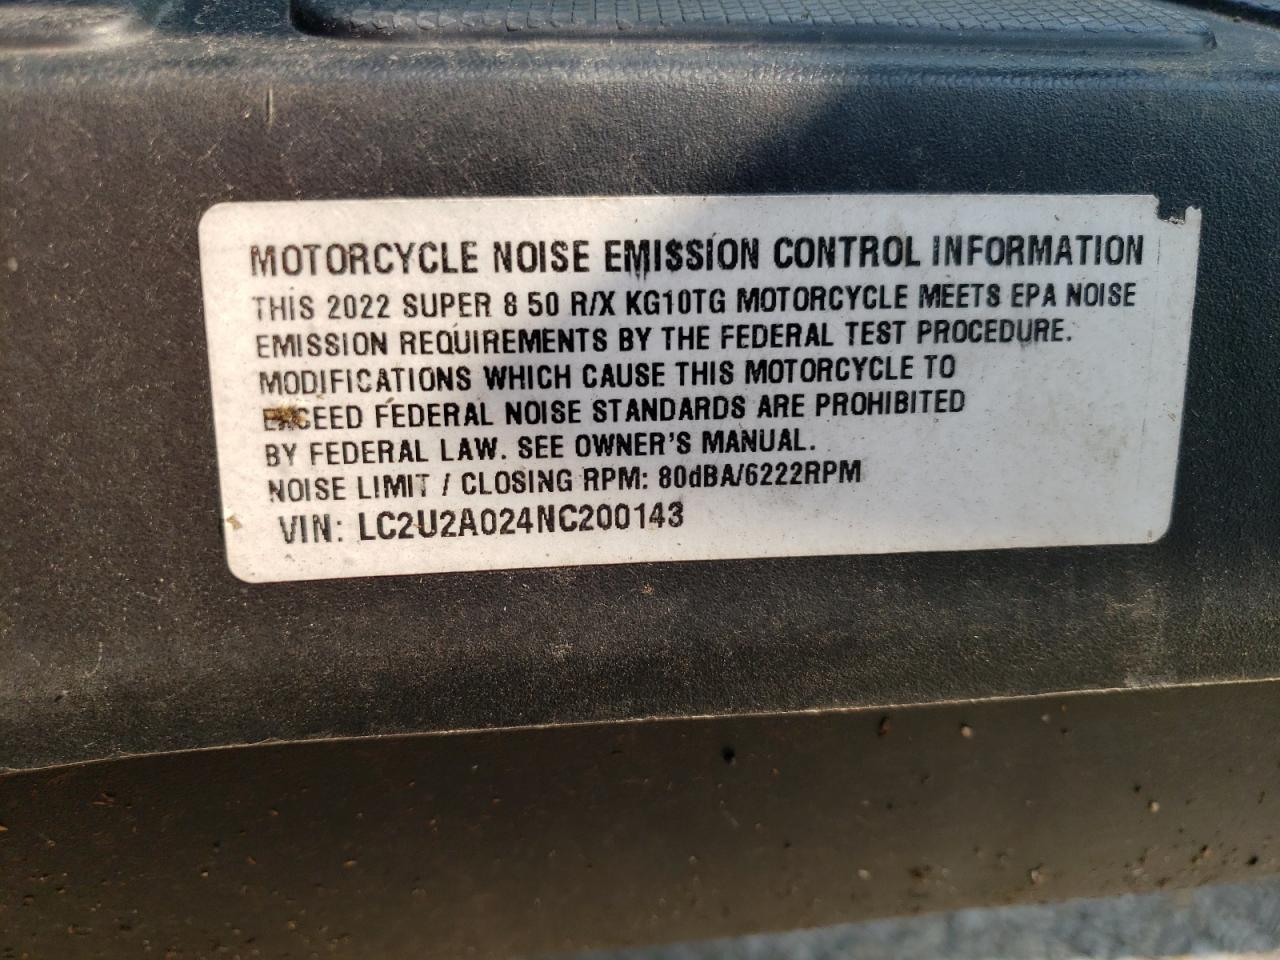 MOTORCYCLE NOISE EMISSION CONTROL INFORMATION
THIS 2022 SUPER 8 50 R/X KG10TG MOTORCYCLE MEETS EPA NOISE
EMISSION REQUIREMENTS BY THE FEDERAL TEST PROCEDURE.
MODIFICATIONS WHICH CAUSE THIS MOTORCYCLE TO
EXCEED FEDERAL NOISE STANDARDS ARE PROHIBITED
BY FEDERAL LAW. SEE OWNER'S MANUAL.
NOISE LIMIT / CLOSING RPM: 80dBA/6222RPM
VIN: LC2U2A024NC200143